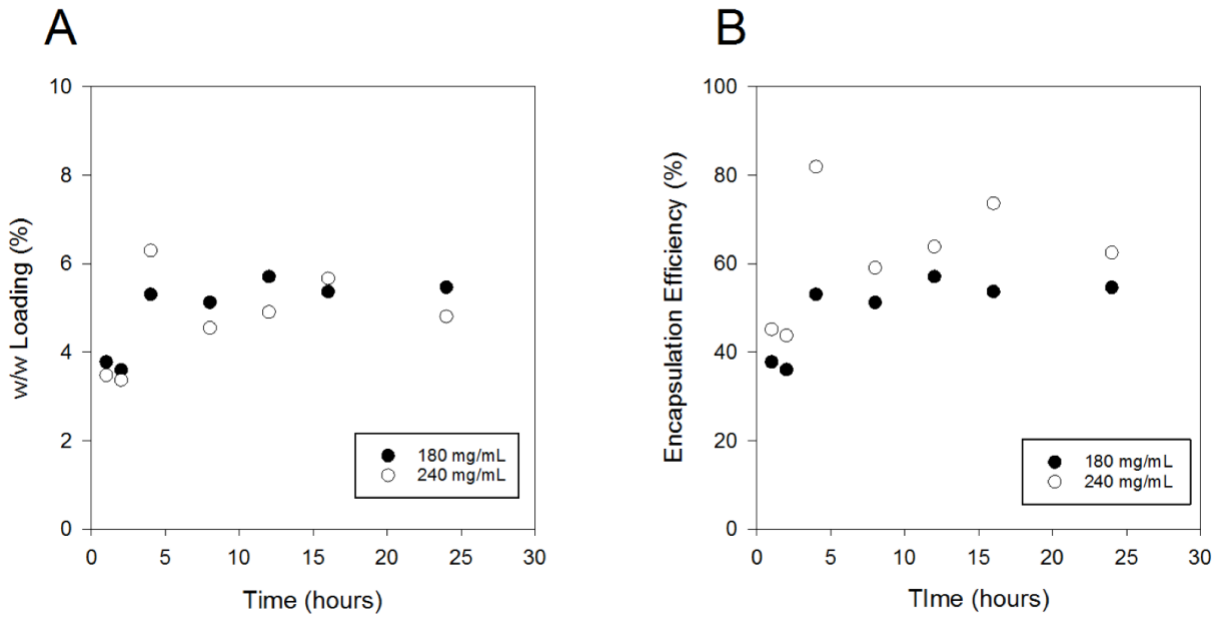 A
10
8
6
4
2
0
w/w Loading (%)
180 mg/mL
240 mg/mL
0 5 10 15 20 25 30
Time (hours)
B
100
80
60
40
20
0
Encapsulation Efficiency (%)
180 mg/mL
240 mg/mL
0 5 10 15 20 25 30
TIme (hours)